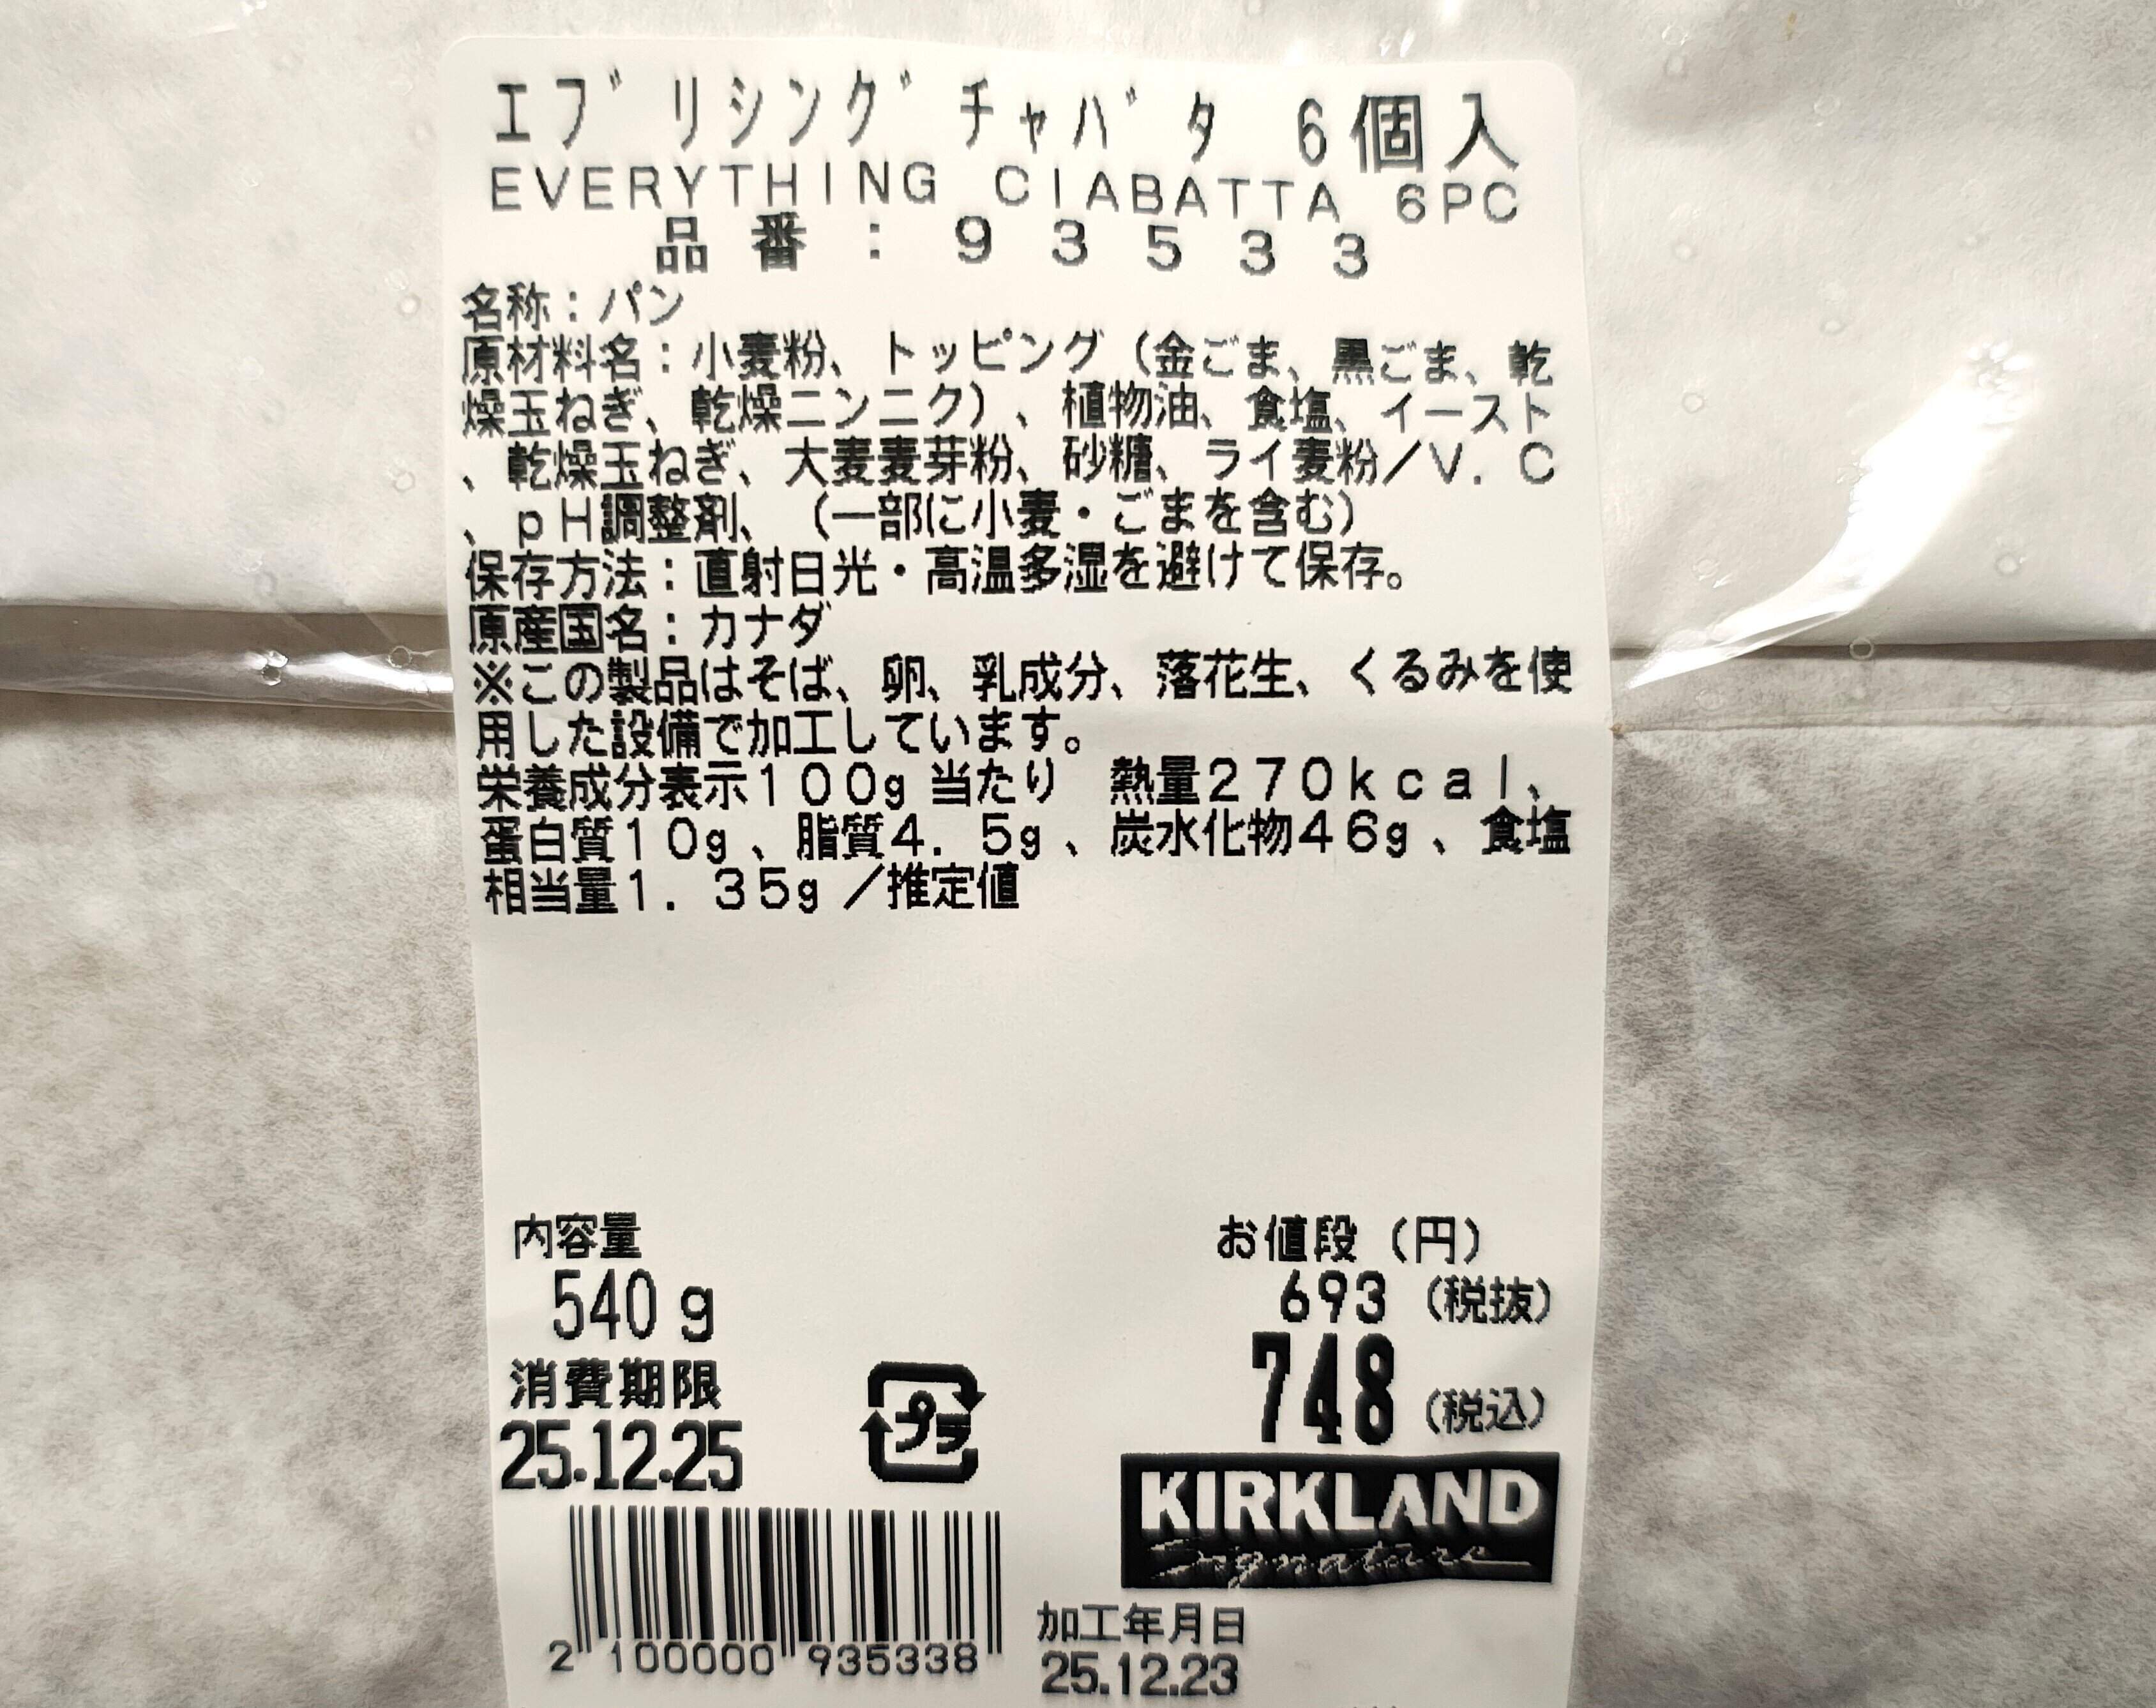 エブリシング チャバタ 6個入
EVERYTHING CIABATTA 6PC
品番:93533
名称:パン
原材料名:小麦粉、トッピング(金ごま、黒ごま、乾
燥玉ねぎ、乾燥ニンニク)、植物油、食塩、イースト
、乾燥玉ねぎ、大麦麦芽粉、砂糖、ライ麦粉/V.C
、pH調整剤、(一部に小麦・ごまを含む)
保存方法:直射日光・高温多湿を避けて保存。
原産国名:カナダ
※この製品はそば、卵、乳成分、落花生、くるみを使
用した設備で加工しています。
栄養成分表示100g当たり 熱量270kcal、
蛋白質10g、脂質4.5g、炭水化物46g、食塩
相当量1.35g/推定値
内容量
540g
お値段(円)
693(税抜)
748(税込)
消費期限
25.12.25
プラ
KIRKLAND
Signature
2 100000 935338
加工年月日
25.12.23